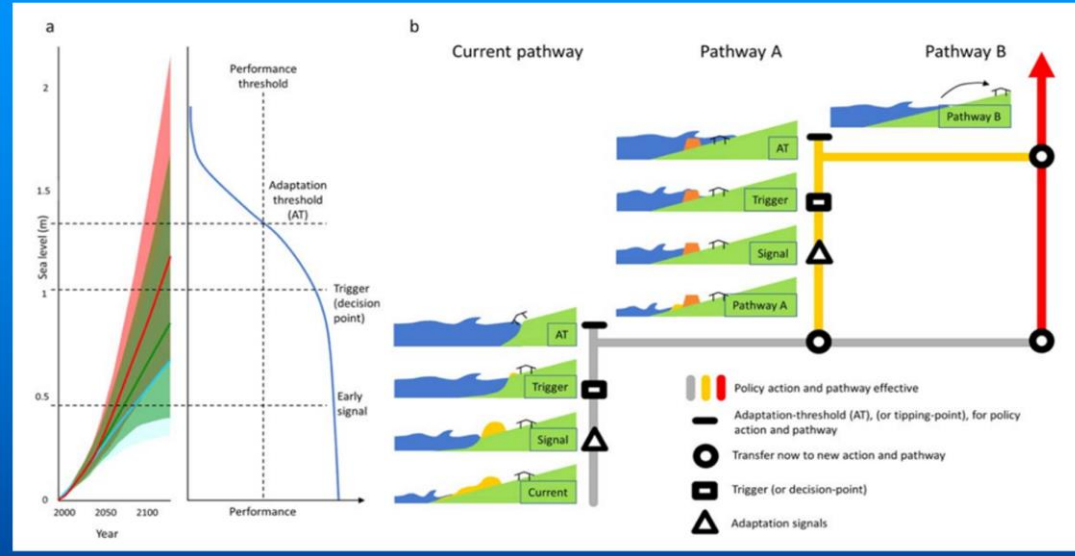 a
2
1.5
Sea level (m)
1
0.5
0
2000 2050 2100
Year
Performance
threshold
Adaptation
threshold
(AT)
Trigger
(decision
point)
Early
signal
Performance
b
Current pathway
Pathway A
Pathway B
Pathway B
AT
Trigger
Signal
Pathway A
AT
Trigger
Signal
Current
Policy action and pathway effective
Adaptation-threshold (AT), (or tipping-point), for policy
action and pathway
Transfer now to new action and pathway
Trigger (or decision-point)
Adaptation signals